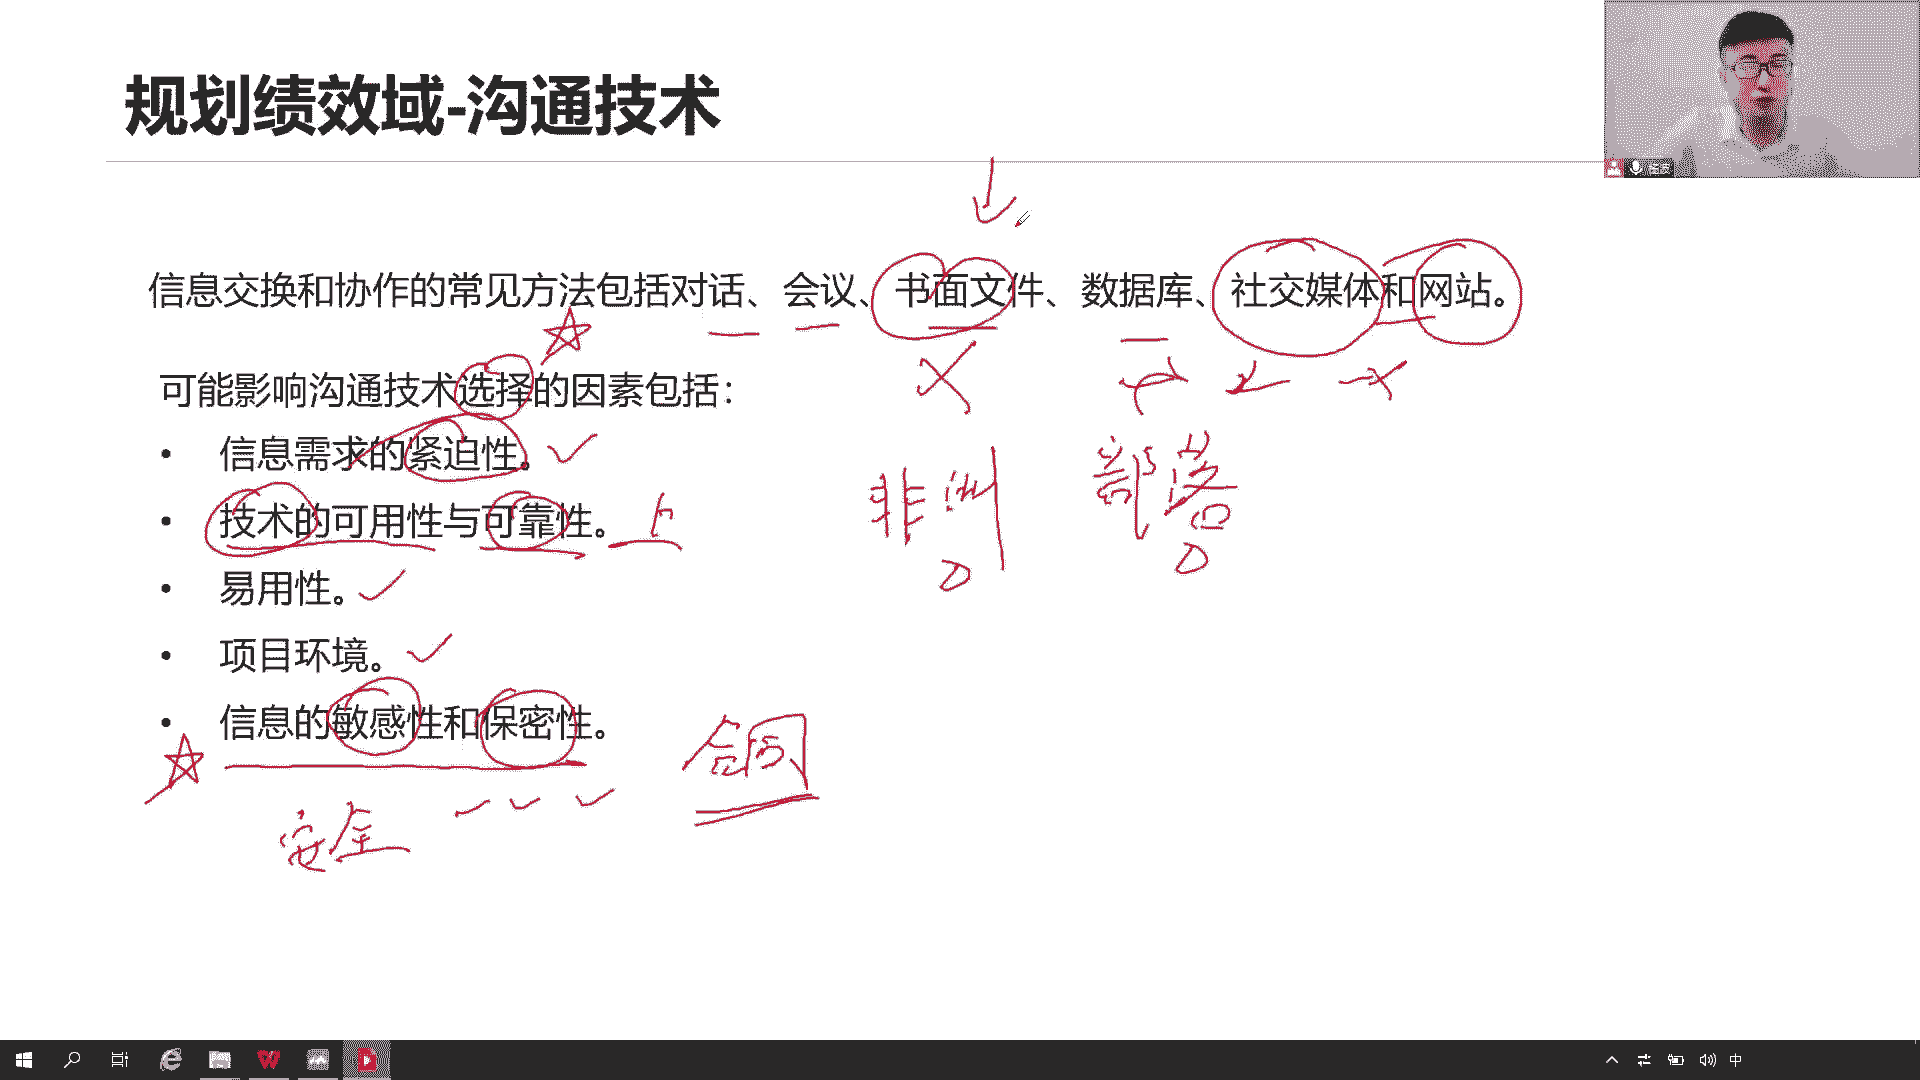 规划绩效域-沟通技术
信息交换和协作的常见方法包括对话、会议、书面文件、数据库、社交媒体和网站。
可能影响沟通技术选择的因素包括：
• 信息需求的紧迫性。
• 技术的可用性与可靠性。
非洲 部落
• 易用性。
• 项目环境。
• 信息的敏感性和保密性。
合同
安全
中